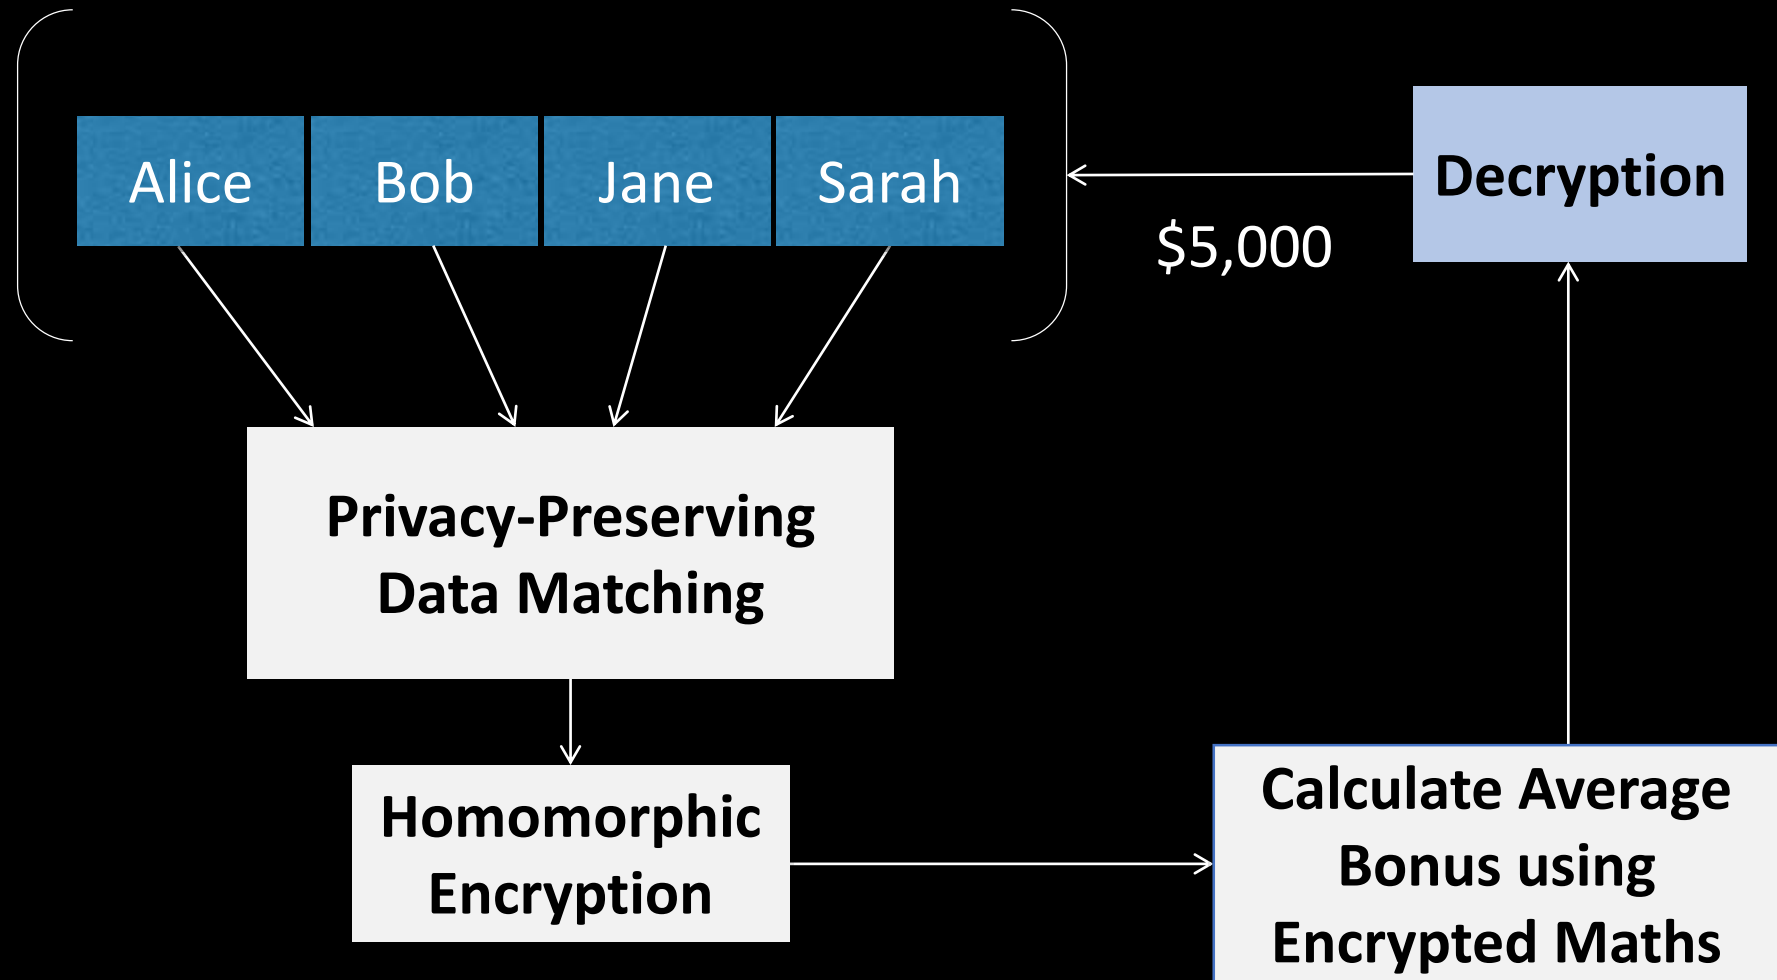 Alice
Bob
Jane
Sarah
Decryption
$5,000
Privacy-Preserving
Data Matching
Homomorphic
Encryption
Calculate Average
Bonus using
Encrypted Maths